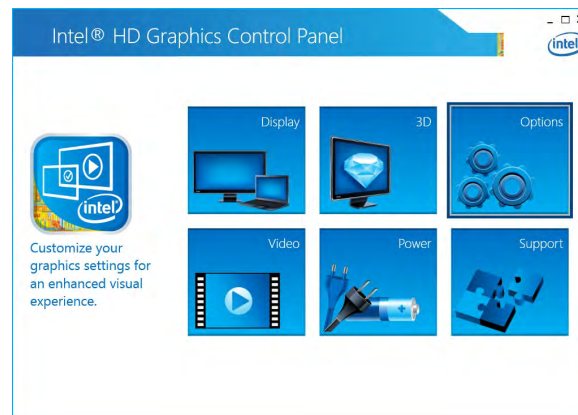 Intel® HD Graphics Control Panel
intel
Display
3D
Options
intel
Customize your
graphics settings for
an enhanced visual
experience.
Video
Power
Support